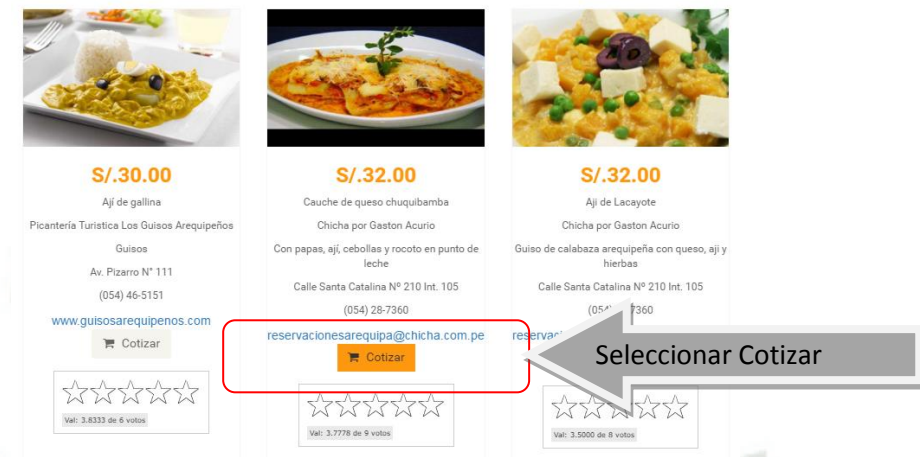 S/.30.00
Ají de gallina
Picantería Turistica Los Guisos Arequipeños
Guisos
Av. Pizarro N° 111
(054) 46-5151
www.guisosarequipenos.com
Cotizar
Val: 3.8333 de 6 votos
S/.32.00
Cauche de queso chuquibamba
Chicha por Gaston Acurio
Con papas, ají, cebollas y rocoto en punto de
leche
Calle Santa Catalina Nº 210 Int. 105
(054) 28-7360
reservacionesarequipa@chicha.com.pe
Cotizar
Val: 3.7778 de 9 votos
S/.32.00
Aji de Lacayote
Chicha por Gaston Acurio
Guiso de calabaza arequipeña con queso, aji y
hierbas
Calle Santa Catalina Nº 210 Int. 105
Seleccionar Cotizar
Val: 3.5000 de 8 votos